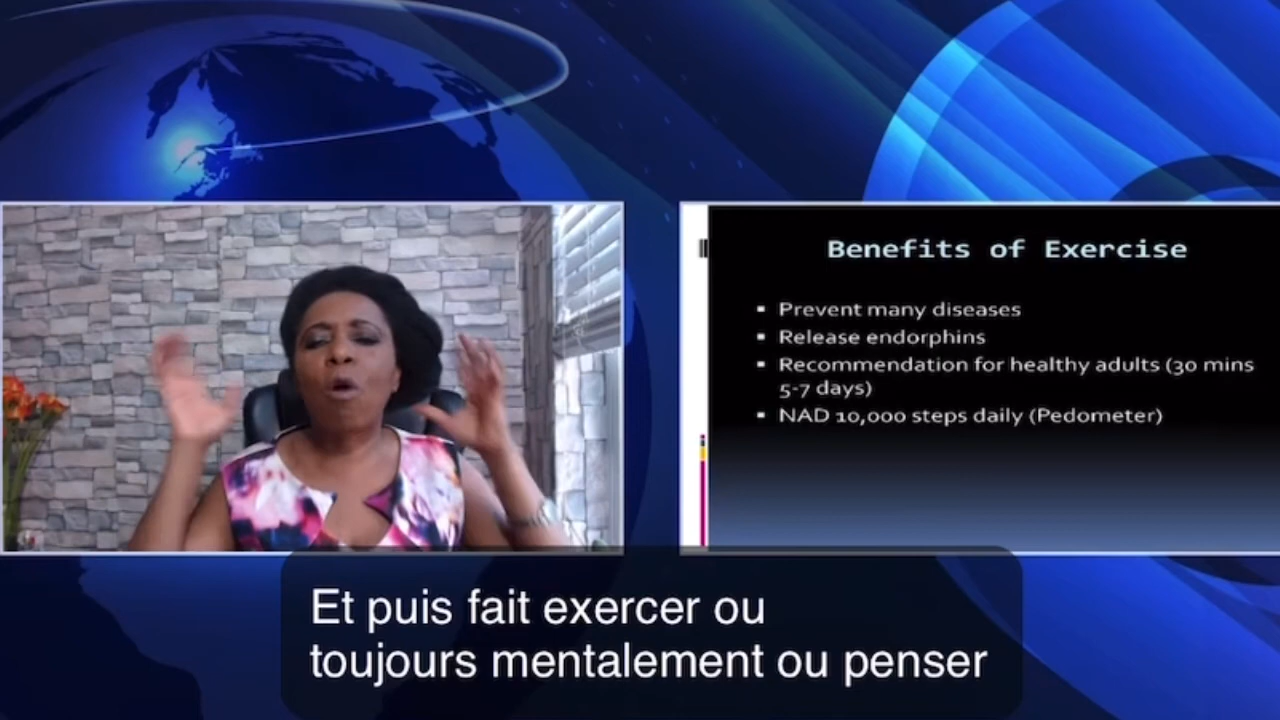 Benefits of Exercise
▪ Prevent many diseases
▪ Release endorphins
▪ Recommendation for healthy adults (30 mins
5-7 days)
▪ NAD 10,000 steps daily (Pedometer)
Et puis fait exercer ou
toujours mentalement ou penser